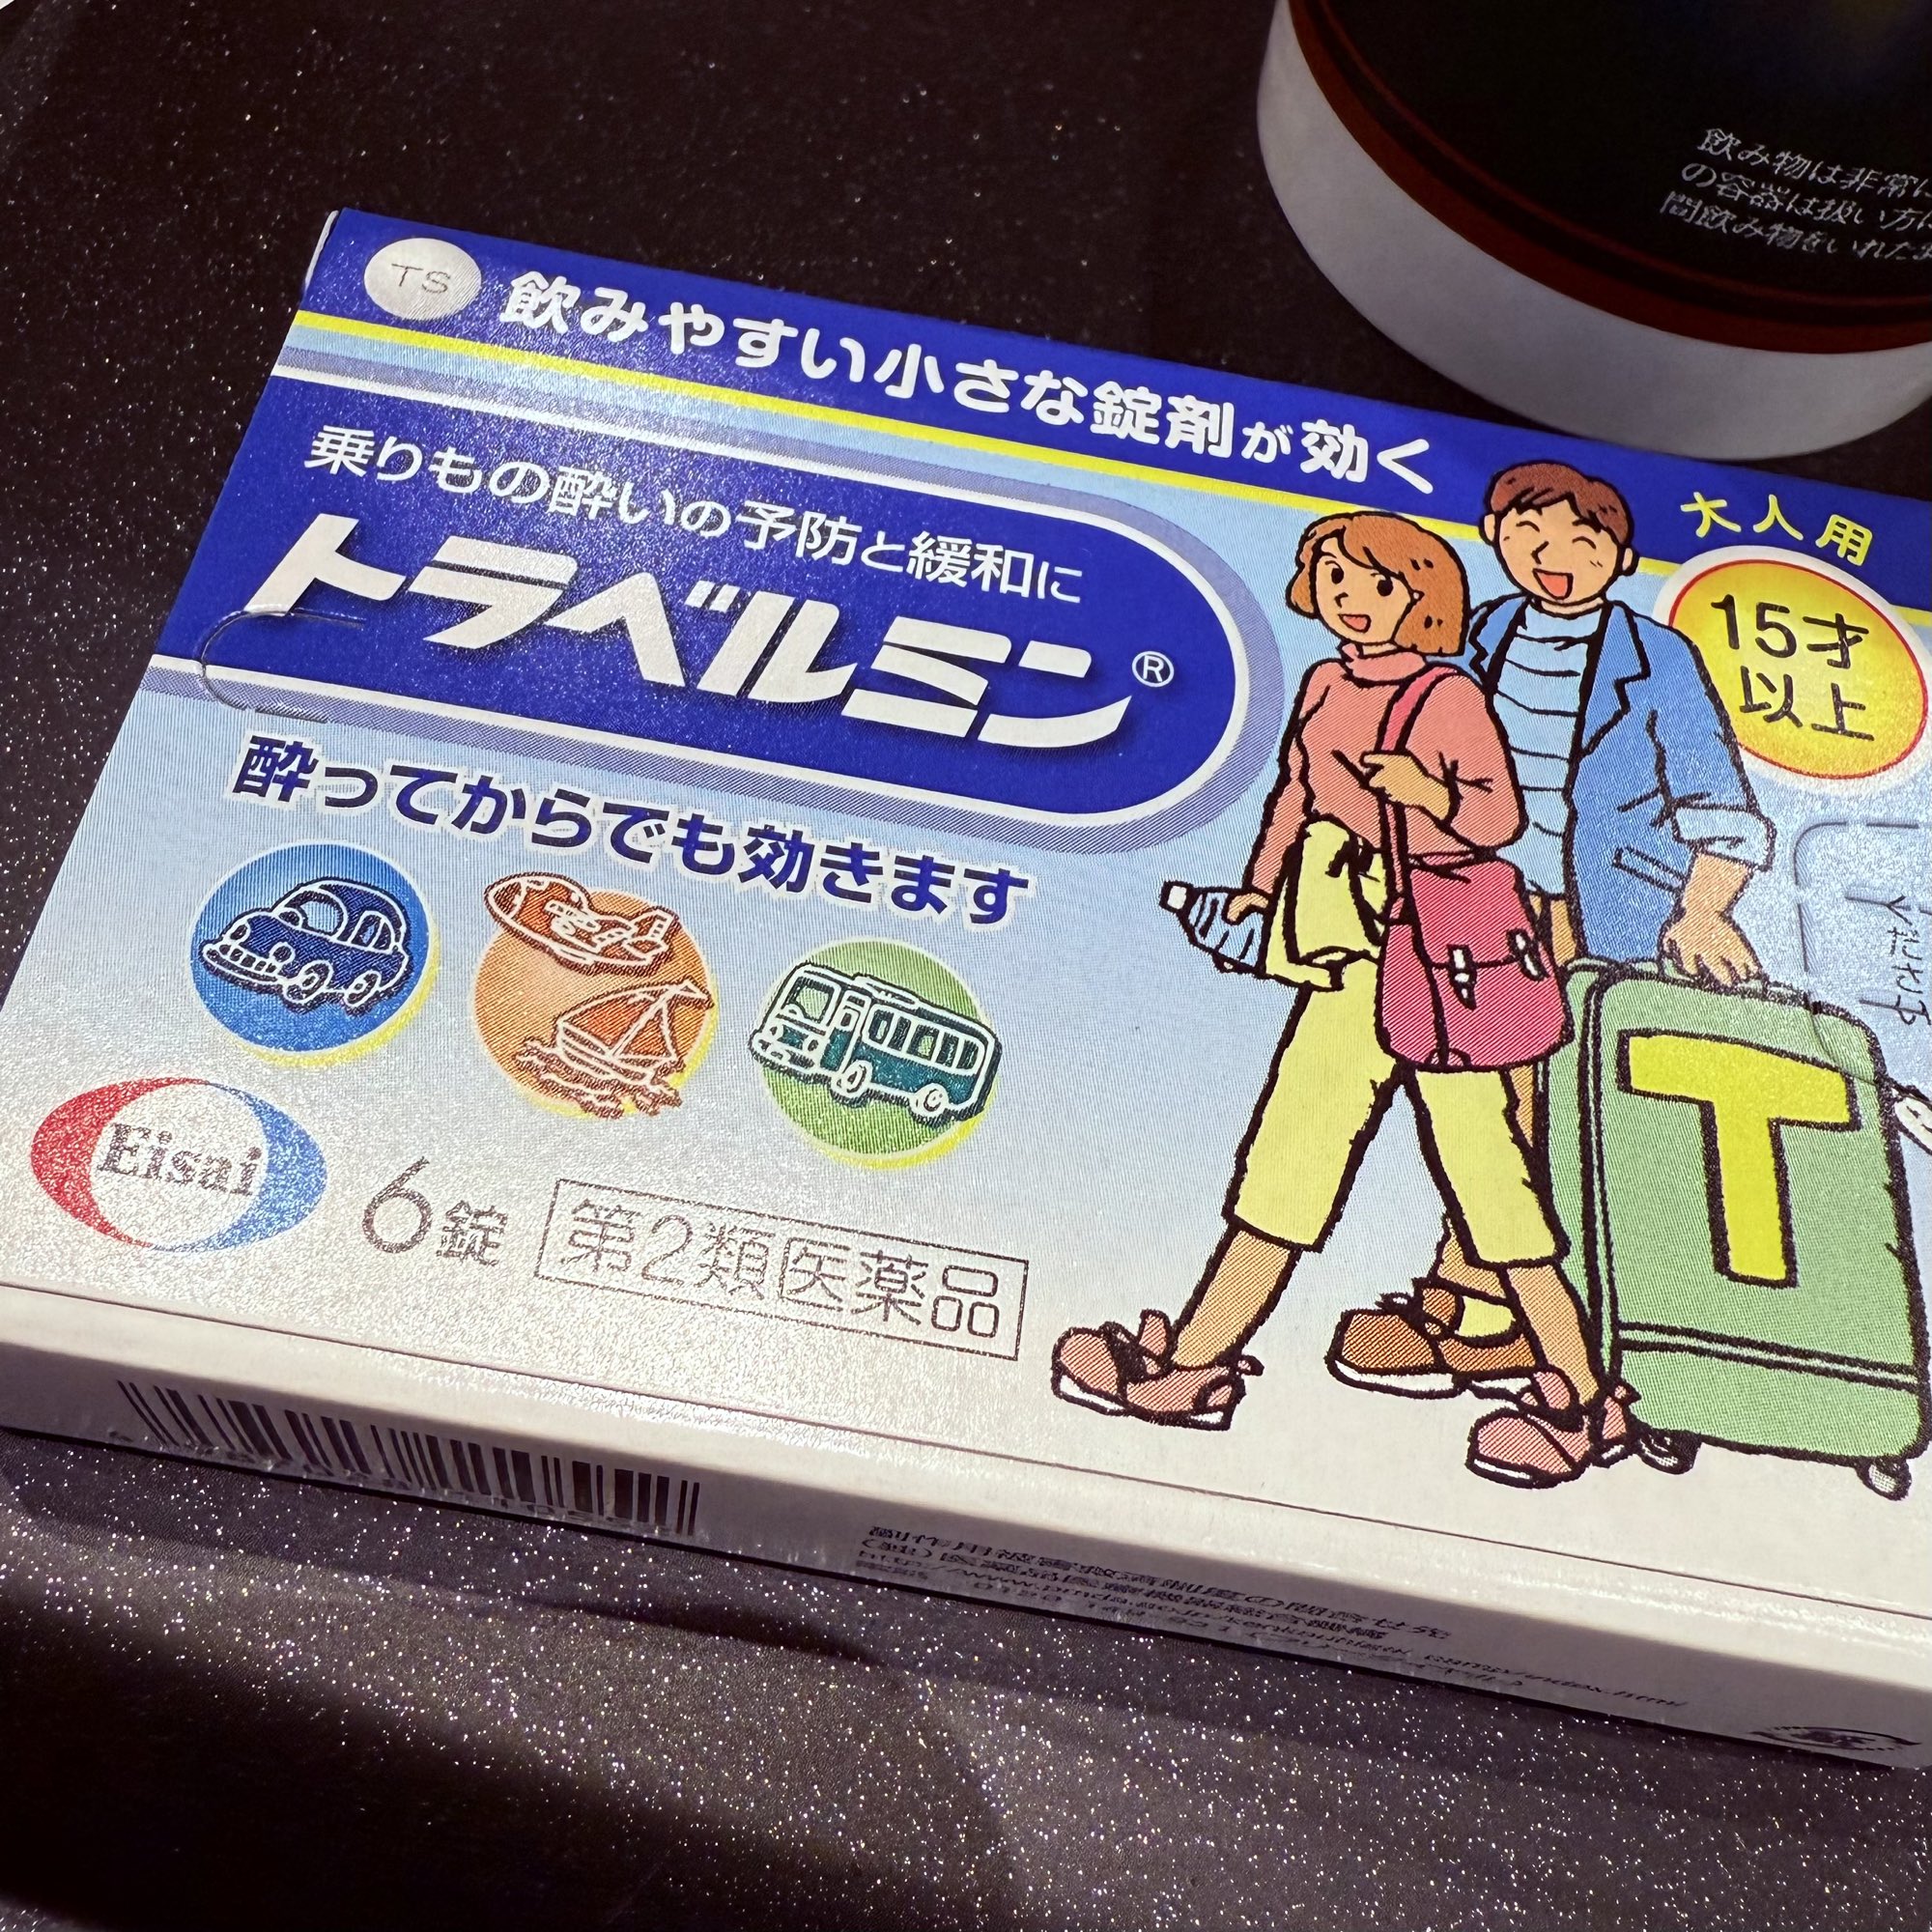 飲み物は非常に
の容器は扱い方に
間飲み物をいれたま
TS
飲みやすい小さな錠剤が効く
大人用
15才
以上
乗りもの酔いの予防と緩和に
トラベルミン®
酔ってからでも効きます
T
Eisai
6錠
第2類医薬品